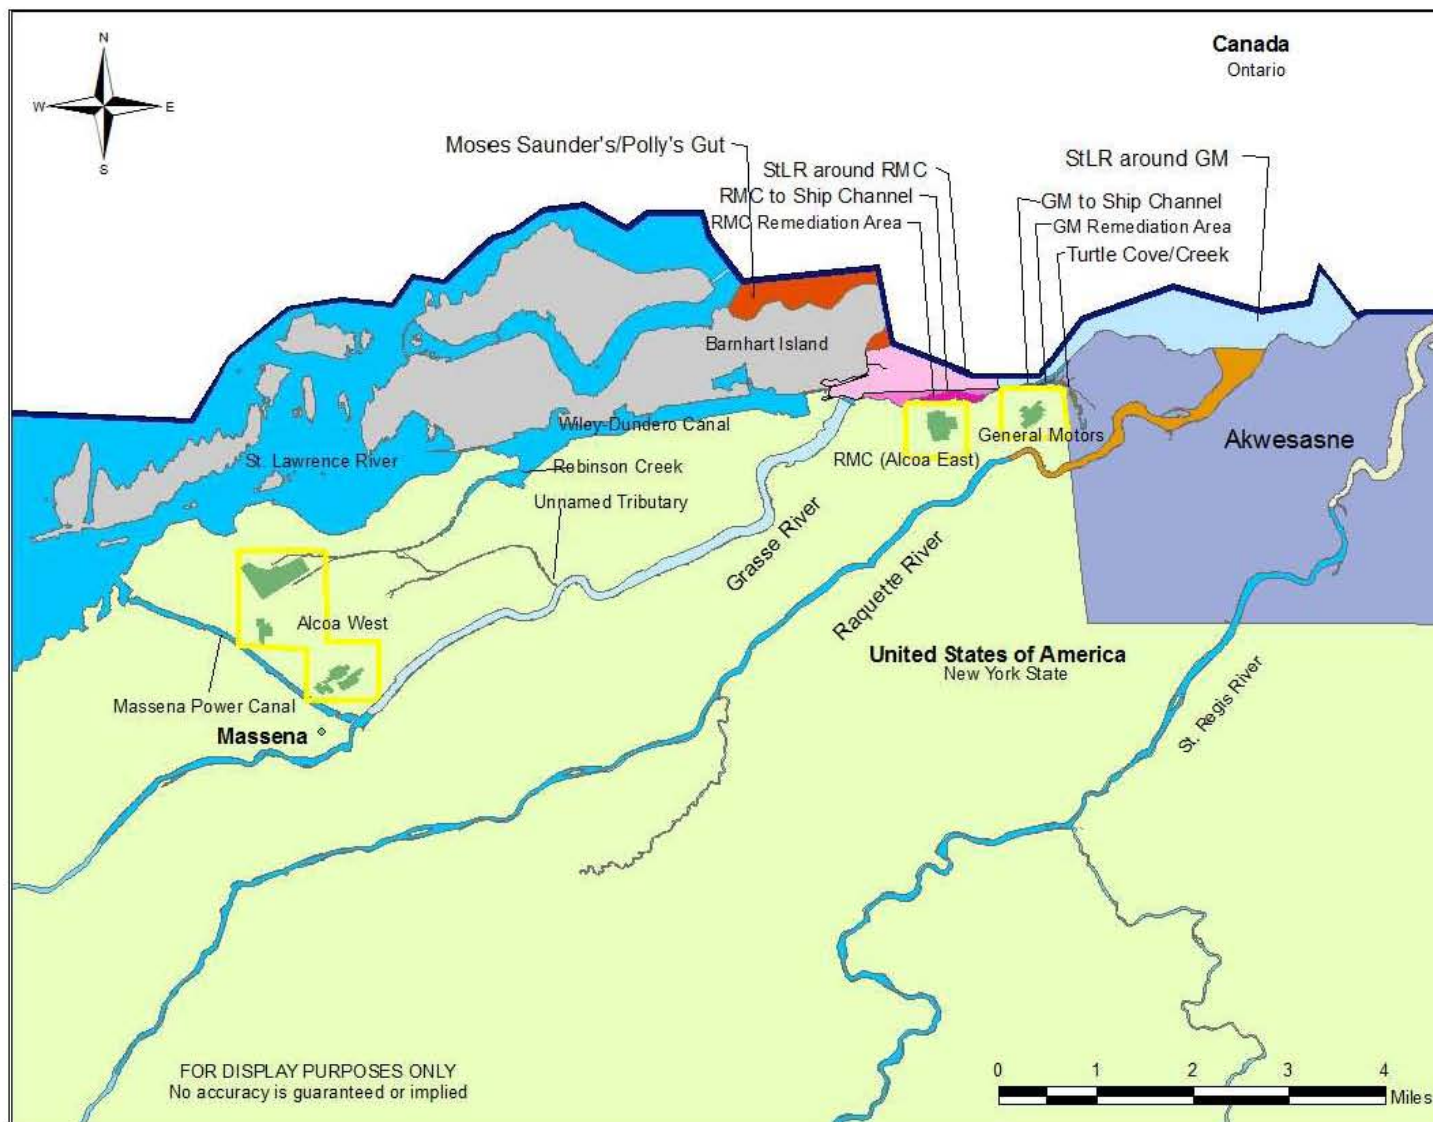 N
W
E
S
Canada
Ontario
Moses Saunder's/Polly's Gut
StLR around RMC
RMC to Ship Channel
RMC Remediation Area
StLR around GM
GM to Ship Channel
GM Remediation Area
Turtle Cove/Creek
Barnhart Island
Wiley-Dundero Canal
St. Lawrence River
Robinson Creek
Unnamed Tributary
General Motors
RMC (Alcoa East)
Akwesasne
Grasse River
Raquette River
Alcoa West
United States of America
New York State
Massena Power Canal
Massena
St. Regis River
FOR DISPLAY PURPOSES ONLY
No accuracy is guaranteed or implied
0 1 2 3 4
Miles